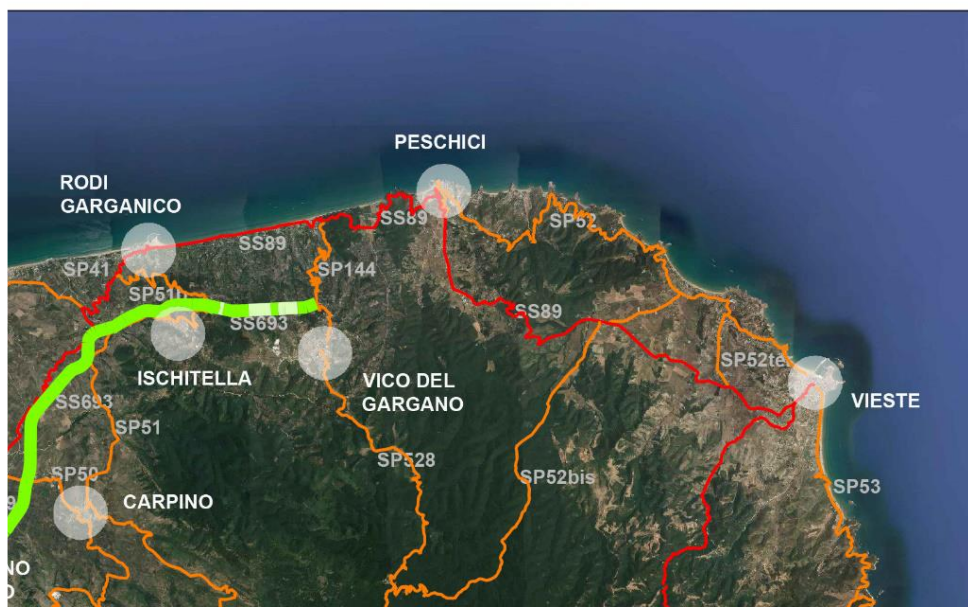 PESCHICI
RODI
GARGANICO
SS89
SS89
SP52
SP41
SP144
SP51
SS693
SS89
ISCHITELLA
VICO DEL
GARGANO
SP52ter
VIESTE
SS693
SP51
SP528
SP52bis
SP53
SP50
CARPINO
NO
O